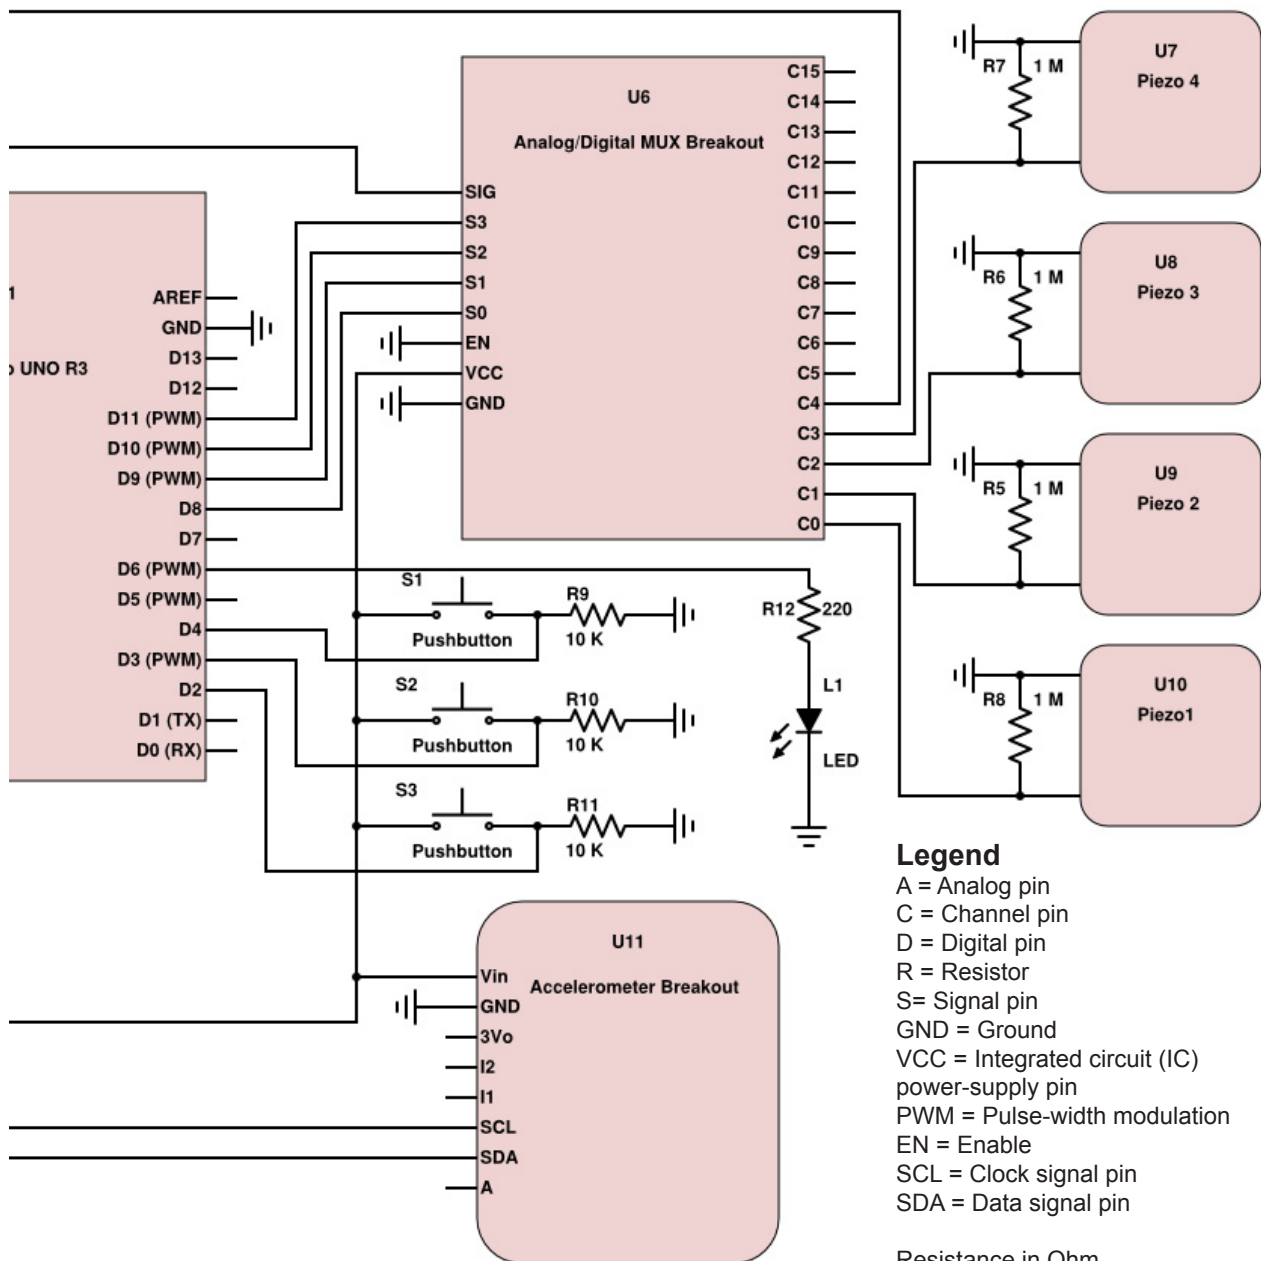 U7
Piezo 4
R7
1 M
U6
Analog/Digital MUX Breakout
C15
C14
C13
C12
C11
C10
C9
C8
C7
C6
C5
C4
C3
C2
C1
C0
SIG
S3
S2
S1
S0
EN
VCC
GND
1
UNO R3
AREF
GND
D13
D12
D11 (PWM)
D10 (PWM)
D9 (PWM)
D8
D7
D6 (PWM)
D5 (PWM)
D4
D3 (PWM)
D2
D1 (TX)
D0 (RX)
U8
Piezo 3
R6
1 M
U9
Piezo 2
R5
1 M
U10
Piezo1
R8
1 M
S1
Pushbutton
R9
10 K
S2
Pushbutton
R10
10 K
S3
Pushbutton
R11
10 K
R12
220
L1
LED
U11
Accelerometer Breakout
Vin
GND
3Vo
I2
I1
SCL
SDA
A
Legend
A = Analog pin
C = Channel pin
D = Digital pin
R = Resistor
S= Signal pin
GND = Ground
VCC = Integrated circuit (IC)
power-supply pin
PWM = Pulse-width modulation
EN = Enable
SCL = Clock signal pin
SDA = Data signal pin
Resistance in Ohm